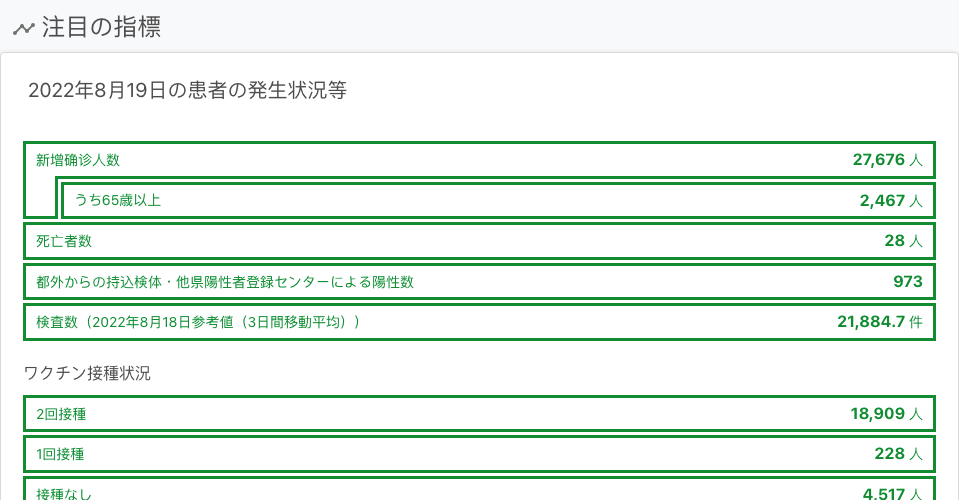 注目の指標
2022年8月19日の患者の発生状況等
新增确诊人数 27,676 人
うち65歳以上 2,467 人
死亡者数 28 人
都外からの持込検体・他県陽性者登録センターによる陽性数 973
検査数（2022年8月18日参考値（3日間移動平均）） 21,884.7 件
ワクチン接種状況
2回接種 18,909 人
1回接種 228 人
接種なし 4,517 人